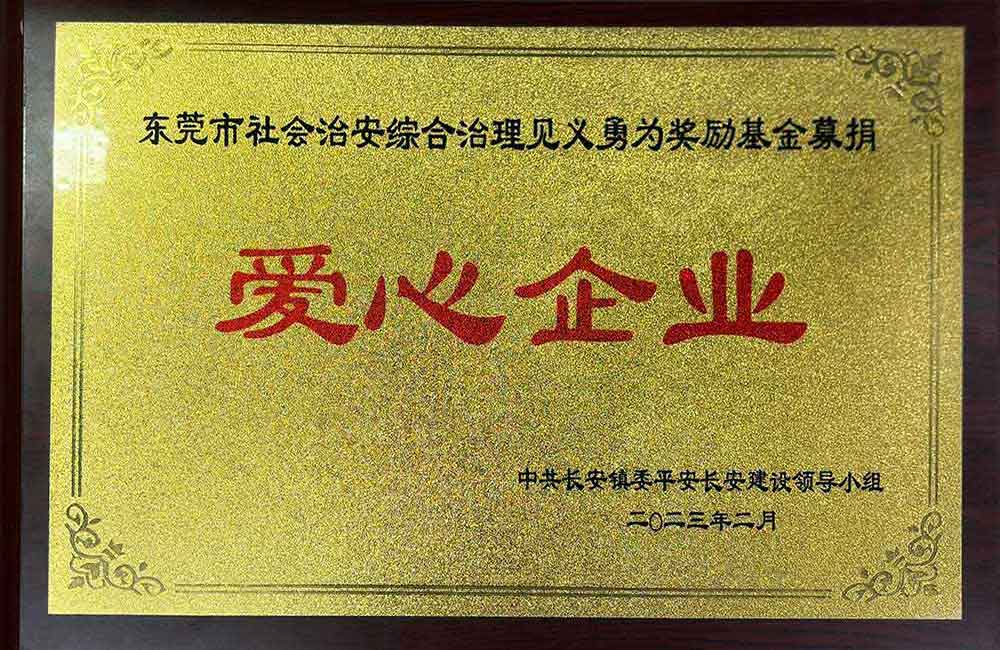 东莞市社会治安综合治理见义勇为奖励基金募捐
爱心企业
中共长安镇委平安长安建设领导小组
二〇二三年二月